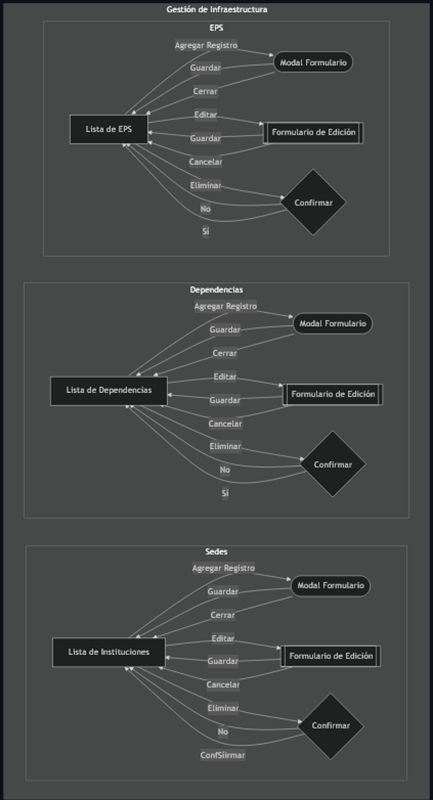 Gestión de Infraestructura
EPS
Agregar Registro
Modal Formulario
Guardar
Cerrar
Lista de EPS
Editar
Formulario de Edición
Guardar
Cancelar
Eliminar
Confirmar
No
Sí
Dependencias
Agregar Registro
Modal Formulario
Guardar
Cerrar
Lista de Dependencias
Editar
Formulario de Edición
Guardar
Cancelar
Eliminar
Confirmar
No
Sí
Sedes
Agregar Registro
Modal Formulario
Guardar
Cerrar
Lista de Instituciones
Editar
Formulario de Edición
Guardar
Cancelar
Eliminar
Confirmar
No
ConfSíirmar